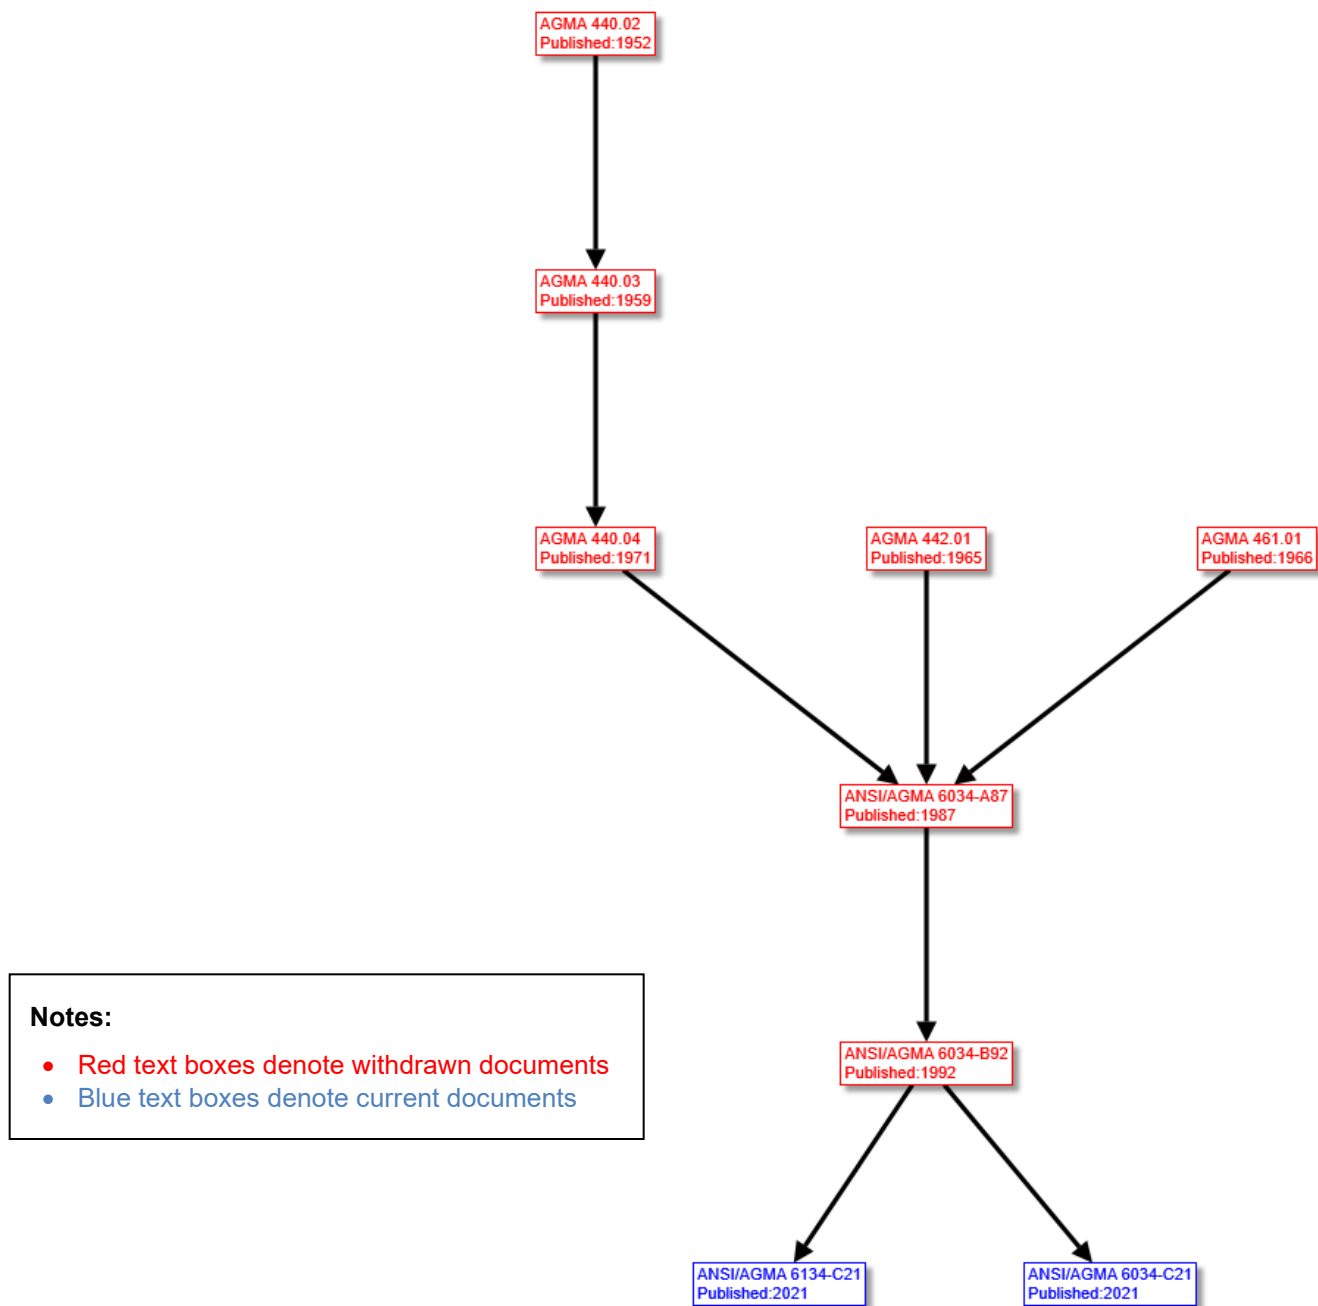 AGMA 440.02
Published:1952
AGMA 440.03
Published:1959
AGMA 440.04
Published:1971
AGMA 442.01
Published:1965
AGMA 461.01
Published:1966
ANSI/AGMA 6034-A87
Published:1987
Notes:
• Red text boxes denote withdrawn documents
• Blue text boxes denote current documents
ANSI/AGMA 6034-B92
Published:1992
ANSI/AGMA 6134-C21
Published:2021
ANSI/AGMA 6034-C21
Published:2021